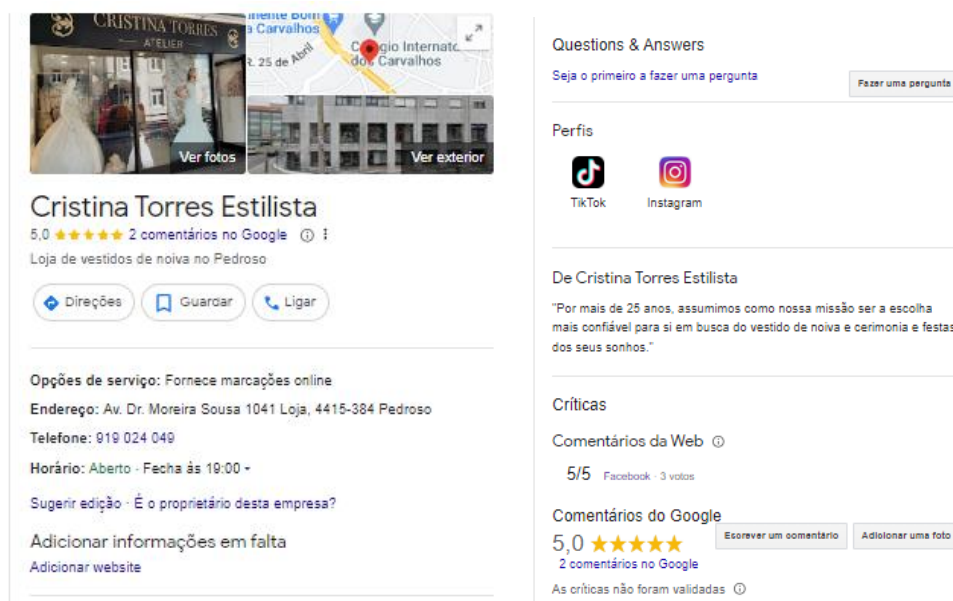 CRISTINA TORRES
ATELIER
Ver fotos
a Carvalhos
R. 25 de Abril
dos Carvalhos
Ver exterior
Cristina Torres Estilista
5,0 2 comentários no Google
Loja de vestidos de noiva no Pedroso
Direções Guardar Ligar
Opções de serviço: Fornece marcações online
Endereço: Av. Dr. Moreira Sousa 1041 Loja, 4415-384 Pedroso
Telefone: 919 024 049
Horário: Aberto · Fecha às 19:00
Sugerir edição · É o proprietário desta empresa?
Adicionar informações em falta
Adicionar website
Questions & Answers
Seja o primeiro a fazer uma pergunta
Fazer uma pergunta
Perfis
TikTok Instagram
De Cristina Torres Estilista
"Por mais de 25 anos, assumimos como nossa missão ser a escolha
mais confiável para si em busca do vestido de noiva e cerimonia e festas
dos seus sonhos."
Críticas
Comentários da Web
5/5 Facebook · 3 votos
Comentários do Google
5,0
Escrever um comentário Adicionar uma foto
2 comentários no Google
As críticas não foram validadas